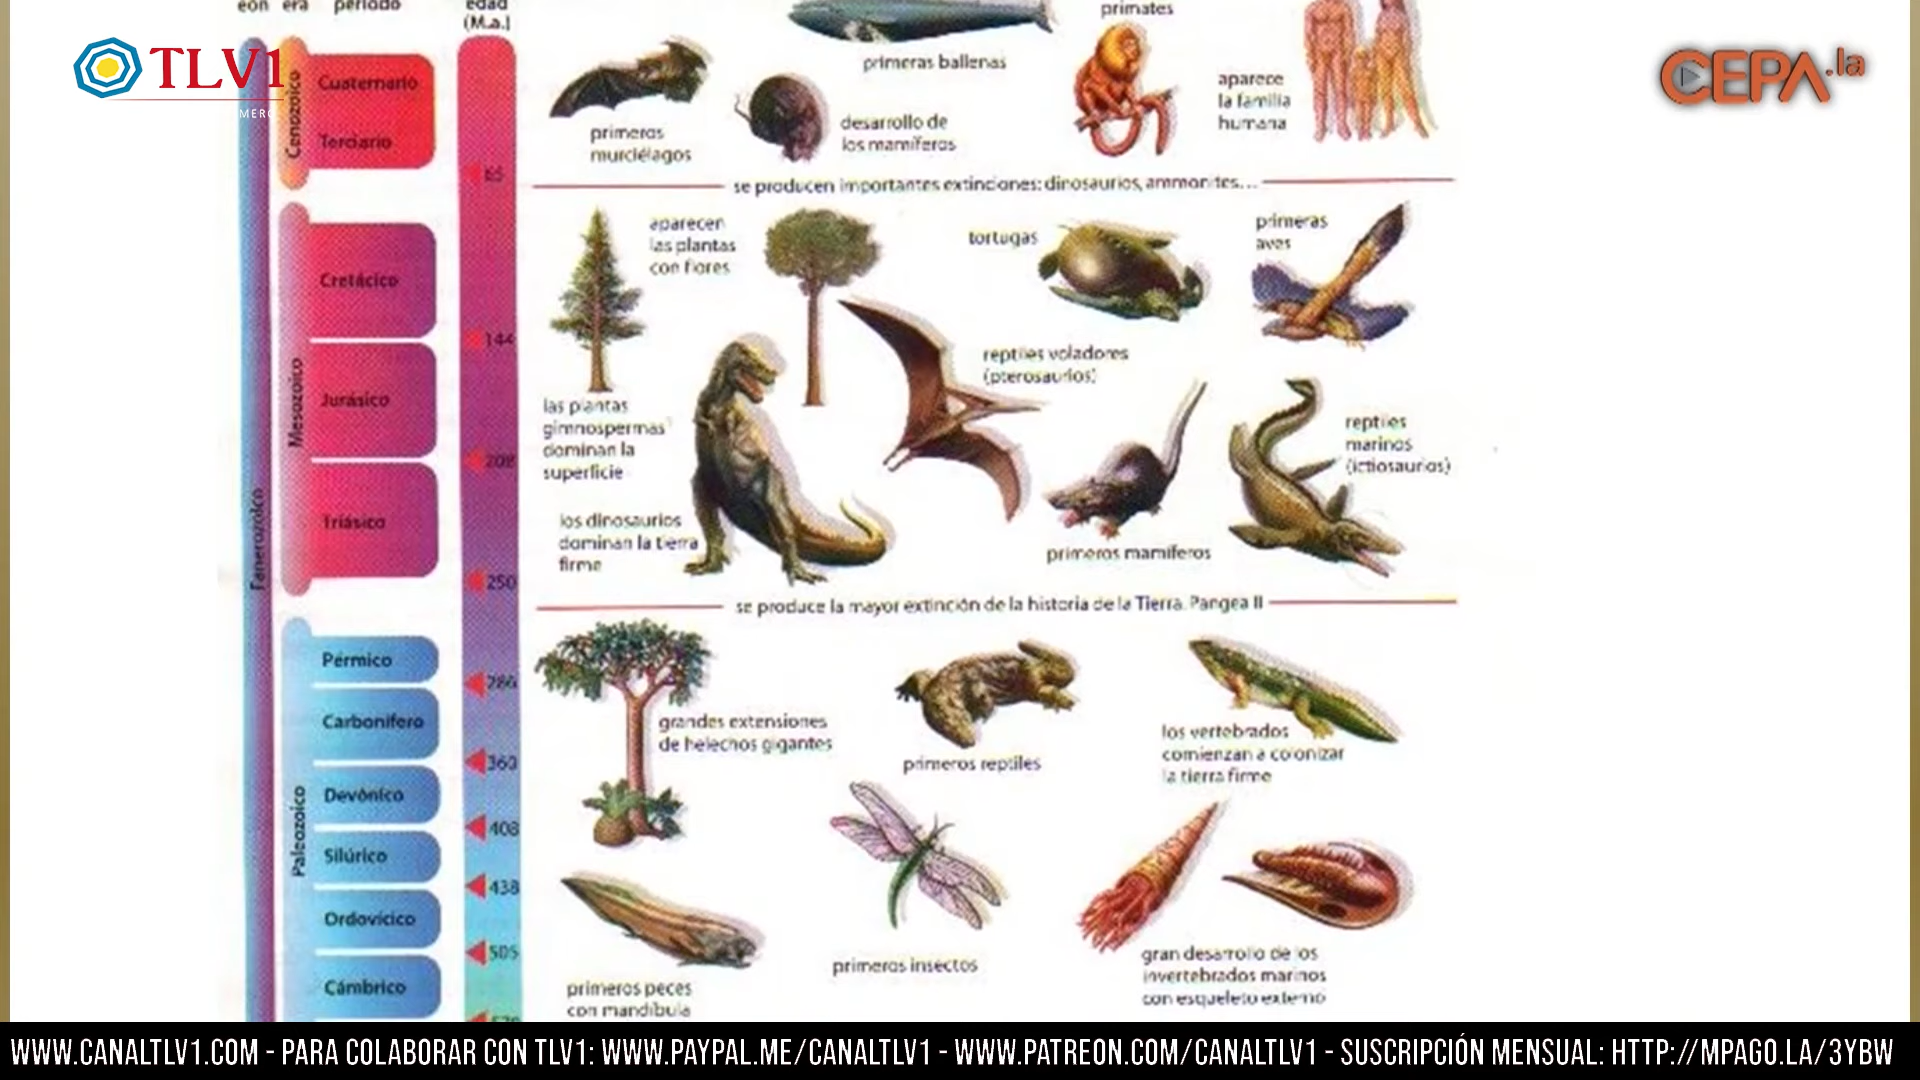 eón era período edad
(M.a.)
TLV1
CEPA.la
Cenozoico
Cuaternario
Terciario
65
primeras ballenas
primates
aparece
la familia
humana
primeros
murciélagos
desarrollo de
los mamíferos
se producen importantes extinciones: dinosaurios, ammonites...
Fanerozoico
Mesozoico
Cretácico
144
Jurásico
208
Triásico
250
aparecen
las plantas
con flores
tortugas
primeras
aves
reptiles voladores
(pterosaurios)
las plantas
gimnospermas
dominan la
superficie
reptiles
marinos
(ictiosaurios)
los dinosaurios
dominan la tierra
firme
primeros mamíferos
se produce la mayor extinción de la historia de la Tierra. Pangea II
Paleozoico
Pérmico
286
Carbonífero
360
Devónico
408
Silúrico
438
Ordovícico
505
Cámbrico
grandes extensiones
de helechos gigantes
primeros reptiles
los vertebrados
comienzan a colonizar
la tierra firme
primeros peces
con mandíbula
primeros insectos
gran desarrollo de los
invertebrados marinos
con esqueleto externo
WWW.CANALTLV1.COM - PARA COLABORAR CON TLV1: WWW.PAYPAL.ME/CANALTLV1 - WWW.PATREON.COM/CANALTLV1 - SUSCRIPCIÓN MENSUAL: HTTP://MPAGO.LA/3YBW